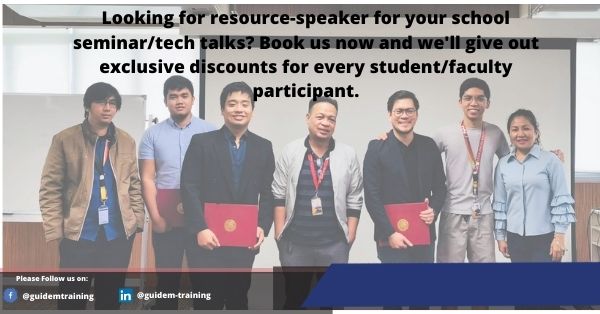 Looking for resource-speaker for your school
seminar/tech talks? Book us now and we'll give out
exclusive discounts for every student/faculty
participant.
Please Follow us on:
@guidemtraining
@guidem-training